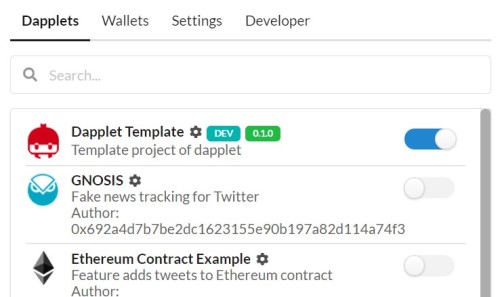 Dapplets Wallets Settings Developer
Search...
Dapplet Template DEV 0.1.0
Template project of dapplet
GNOSIS
Fake news tracking for Twitter
Author:
0x692a4d7b7be2dc1623155e90b197a82d114a74f3
Ethereum Contract Example
Feature adds tweets to Ethereum contract
Author: